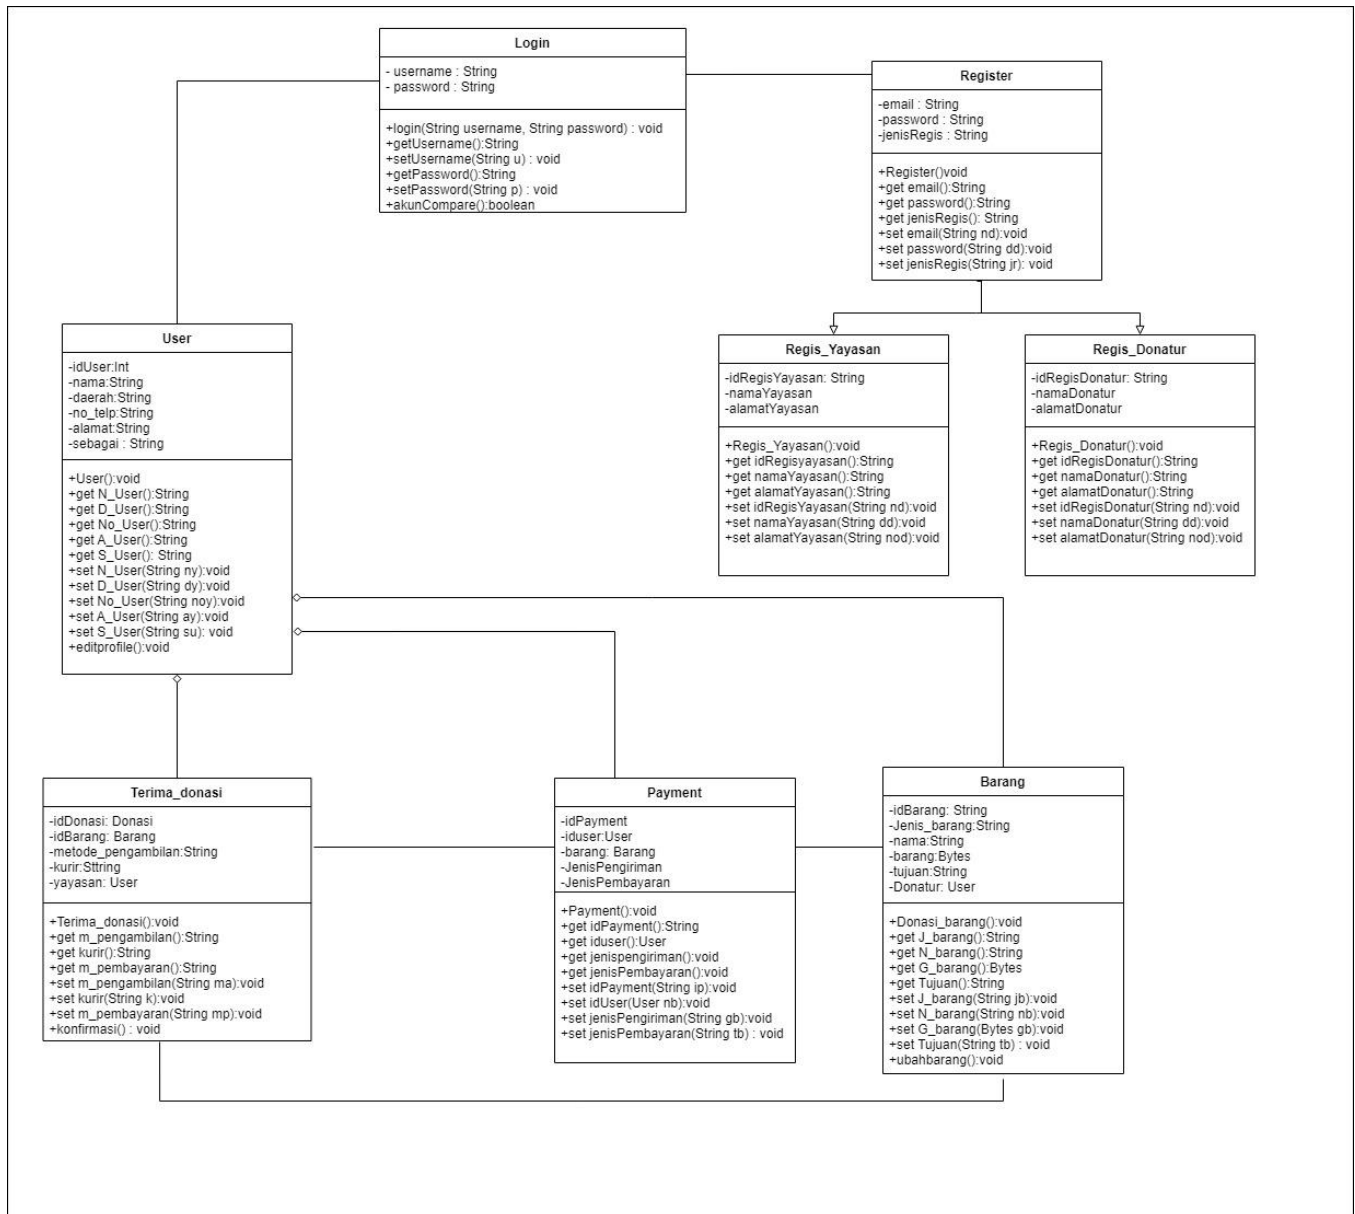 Login
- username : String
- password : String
+login(String username, String password) : void
+getUsername():String
+setUsername(String u) : void
+getPassword():String
+setPassword(String p) : void
+akunCompare():boolean
Register
-email : String
-password : String
-jenisRegis : String
+Register()void
+get email():String
+get password():String
+get jenisRegis(): String
+set email(String nd):void
+set password(String dd):void
+set jenisRegis(String jr): void
User
-idUser:Int
-nama:String
-daerah:String
-no_telp:String
-alamat:String
-sebagai : String
+User():void
+get N_User():String
+get D_User():String
+get No_User():String
+get A_User():String
+get S_User(): String
+set N_User(String ny):void
+set D_User(String dy):void
+set No_User(String noy):void
+set A_User(String ay):void
+set S_User(String su): void
+editprofile():void
Regis_Yayasan
-idRegisYayasan: String
-namaYayasan
-alamatYayasan
+Regis_Yayasan():void
+get idRegisyayasan():String
+get namaYayasan():String
+get alamatYayasan():String
+set idRegisYayasan(String nd):void
+set namaYayasan(String dd):void
+set alamatYayasan(String nod):void
Regis_Donatur
-idRegisDonatur: String
-namaDonatur
-alamatDonatur
+Regis_Donatur():void
+get idRegisDonatur():String
+get namaDonatur():String
+get alamatDonatur():String
+set idRegisDonatur(String nd):void
+set namaDonatur(String dd):void
+set alamatDonatur(String nod):void
Terima_donasi
-idDonasi: Donasi
-idBarang: Barang
-metode_pengambilan:String
-kurir:Sttring
-yayasan: User
+Terima_donasi():void
+get m_pengambilan():String
+get kurir():String
+get m_pembayaran():String
+set m_pengambilan(String ma):void
+set kurir(String k):void
+set m_pembayaran(String mp):void
+konfirmasi() : void
Payment
-idPayment
-iduser:User
-barang: Barang
-JenisPengiriman
-JenisPembayaran
+Payment():void
+get idPayment():String
+get iduser():User
+get jenispengiriman():void
+get jenisPembayaran():void
+set idPayment(String ip):void
+set idUser(User nb):void
+set jenisPengiriman(String gb):void
+set jenisPembayaran(String tb) : void
Barang
-idBarang: String
-Jenis_barang:String
-nama:String
-barang:Bytes
-tujuan:String
-Donatur: User
+Donasi_barang():void
+get J_barang():String
+get N_barang():String
+get G_barang():Bytes
+get Tujuan():String
+set J_barang(String jb):void
+set N_barang(String nb):void
+set G_barang(Bytes gb):void
+set Tujuan(String tb) : void
+ubahbarang():void